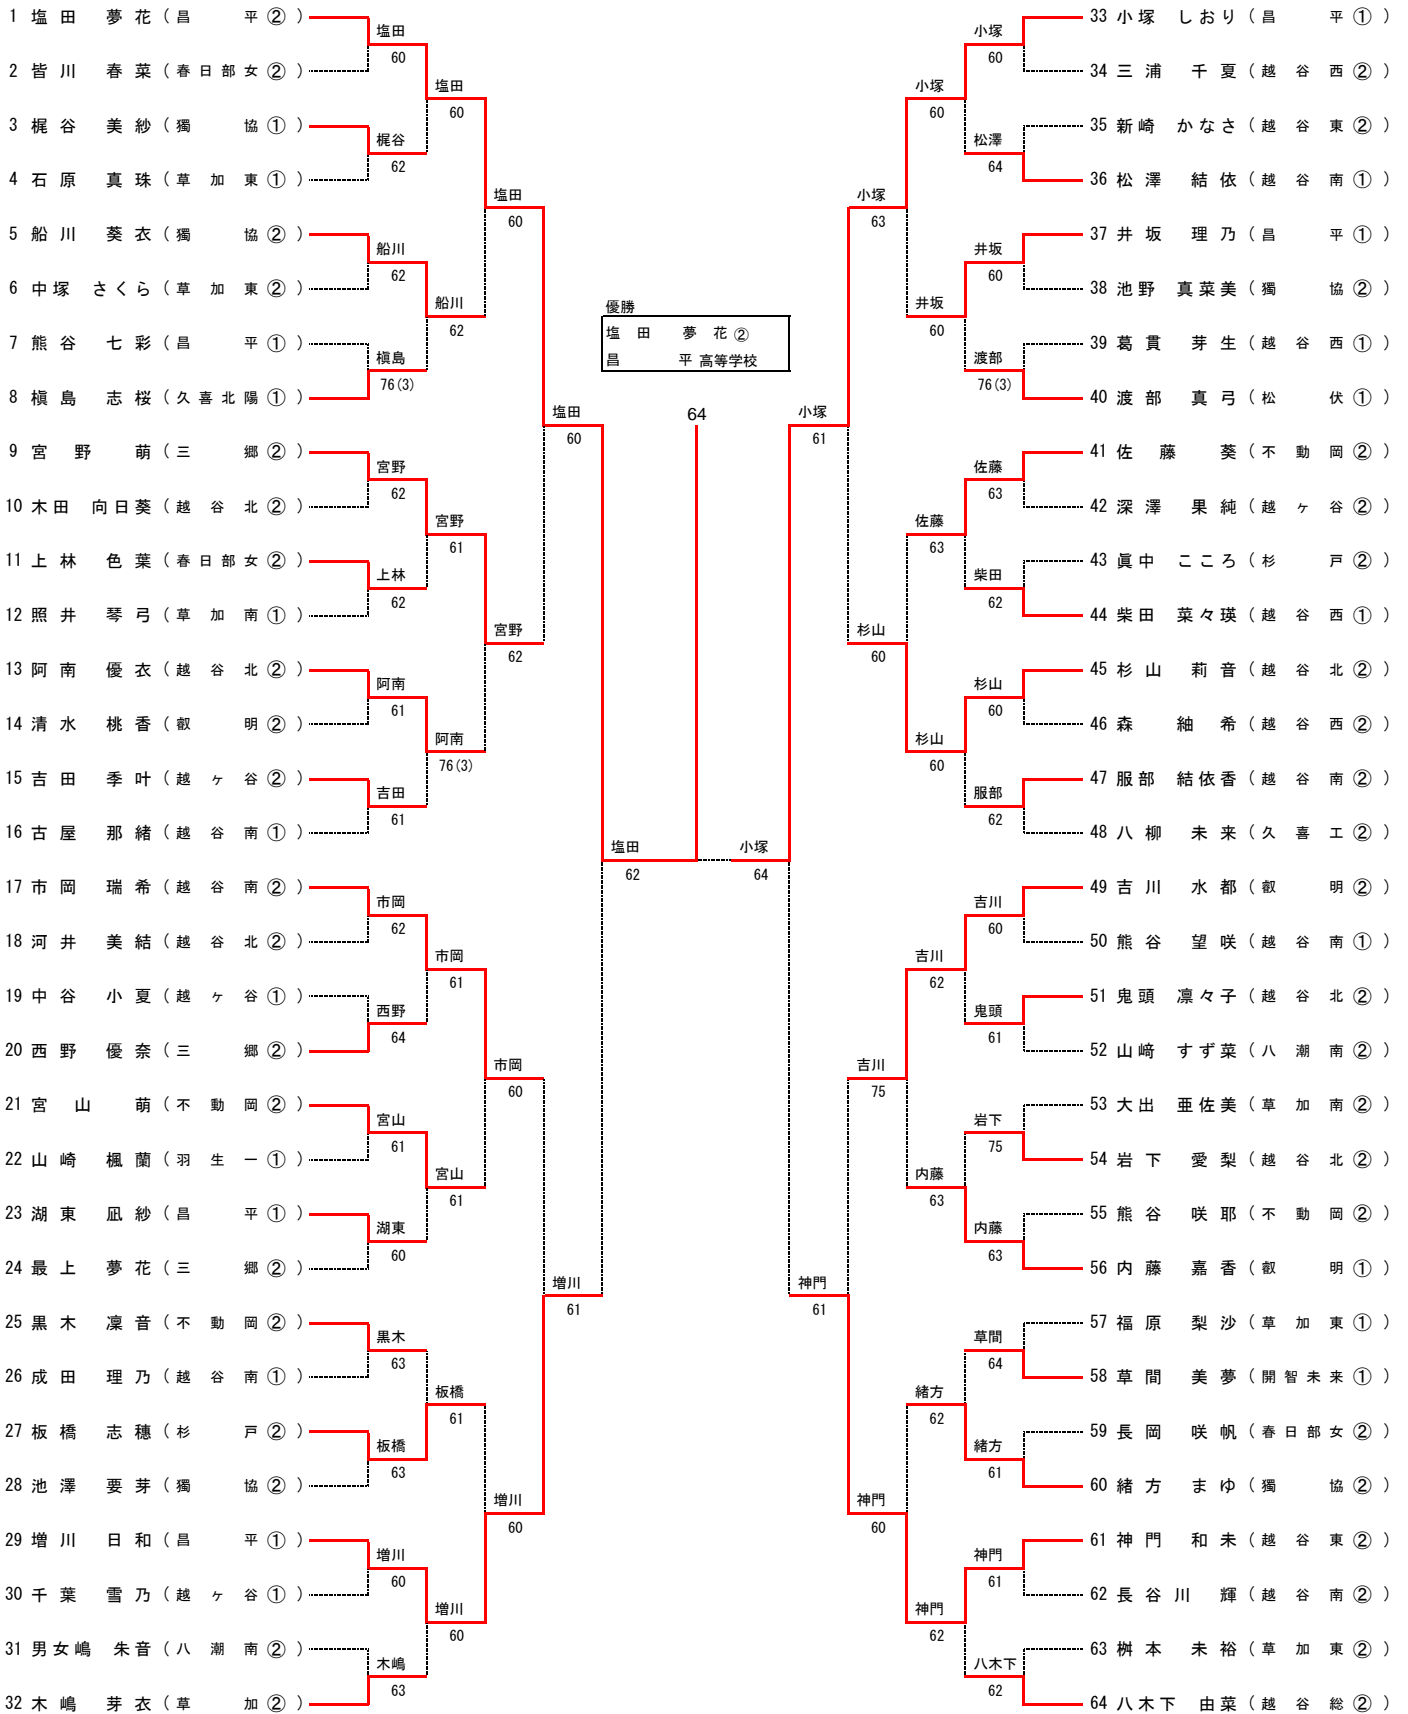 1 塩田 夢花 (昌平②)
2 皆川 春菜 (春日部女②)
3 梶谷 美紗 (獨協①)
4 石原 真珠 (草加東①)
5 船川 葵衣 (獨協②)
6 中塚 さくら (草加東②)
7 熊谷 七彩 (昌平①)
8 槇島 志桜 (久喜北陽①)
9 宮野 萌 (三郷②)
10 木田 向日葵 (越谷北②)
11 上林 色葉 (春日部女②)
12 照井 琴弓 (草加南①)
13 阿南 優衣 (越谷北②)
14 清水 桃香 (叡明②)
15 吉田 季叶 (越ヶ谷②)
16 古屋 那緒 (越谷南①)
17 市岡 瑞希 (越谷南②)
18 河井 美結 (越谷北②)
19 中谷 小夏 (越ヶ谷①)
20 西野 優奈 (三郷②)
21 宮山 萌 (不動岡②)
22 山崎 楓蘭 (羽生一①)
23 湖東 凪紗 (昌平①)
24 最上 夢花 (三郷②)
25 黒木 凜音 (不動岡②)
26 成田 理乃 (越谷南①)
27 板橋 志穂 (杉戸②)
28 池澤 要芽 (獨協②)
29 増川 日和 (昌平①)
30 千葉 雪乃 (越ヶ谷①)
31 男女嶋 朱音 (八潮南②)
32 木嶋 芽衣 (草加②)
塩田
60
梶谷
62
船川
62
槇島
76(3)
宮野
62
上林
62
阿南
61
吉田
61
市岡
62
西野
64
宮山
61
湖東
60
黒木
63
板橋
63
増川
60
木嶋
63
塩田
60
船川
62
宮野
61
阿南
76(3)
市岡
61
宮山
61
板橋
61
増川
60
塩田
60
宮野
62
市岡
60
増川
60
塩田
60
増川
61
塩田
62
優勝
塩田 夢花②
昌平 高等学校
64
小塚
64
小塚
61
神門
61
小塚
63
杉山
60
吉川
75
神門
60
小塚
60
井坂
60
佐藤
63
杉山
60
吉川
62
内藤
63
緒方
62
神門
62
小塚
60
松澤
64
井坂
60
渡部
76(3)
佐藤
63
柴田
62
杉山
60
服部
62
吉川
60
鬼頭
61
岩下
75
内藤
63
草間
64
緒方
61
神門
61
八木下
62
33 小塚 しおり (昌平①)
34 三浦 千夏 (越谷西②)
35 新崎 かなさ (越谷東②)
36 松澤 結依 (越谷南①)
37 井坂 理乃 (昌平①)
38 池野 真菜美 (獨協②)
39 葛貫 芽生 (越谷西①)
40 渡部 真弓 (松伏①)
41 佐藤 葵 (不動岡②)
42 深澤 果純 (越ヶ谷②)
43 眞中 こころ (杉戸②)
44 柴田 菜々瑛 (越谷西①)
45 杉山 莉音 (越谷北②)
46 森 紬希 (越谷西②)
47 服部 結依香 (越谷南②)
48 八柳 未来 (久喜工②)
49 吉川 水都 (叡明②)
50 熊谷 望咲 (越谷南①)
51 鬼頭 凛々子 (越谷北②)
52 山﨑 すず菜 (八潮南②)
53 大出 亜佐美 (草加南②)
54 岩下 愛梨 (越谷北②)
55 熊谷 咲耶 (不動岡②)
56 内藤 嘉香 (叡明①)
57 福原 梨沙 (草加東①)
58 草間 美夢 (開智未来①)
59 長岡 咲帆 (春日部女②)
60 緒方 まゆ (獨協②)
61 神門 和未 (越谷東②)
62 長谷川 輝 (越谷南②)
63 桝本 未裕 (草加東②)
64 八木下 由菜 (越谷総②)